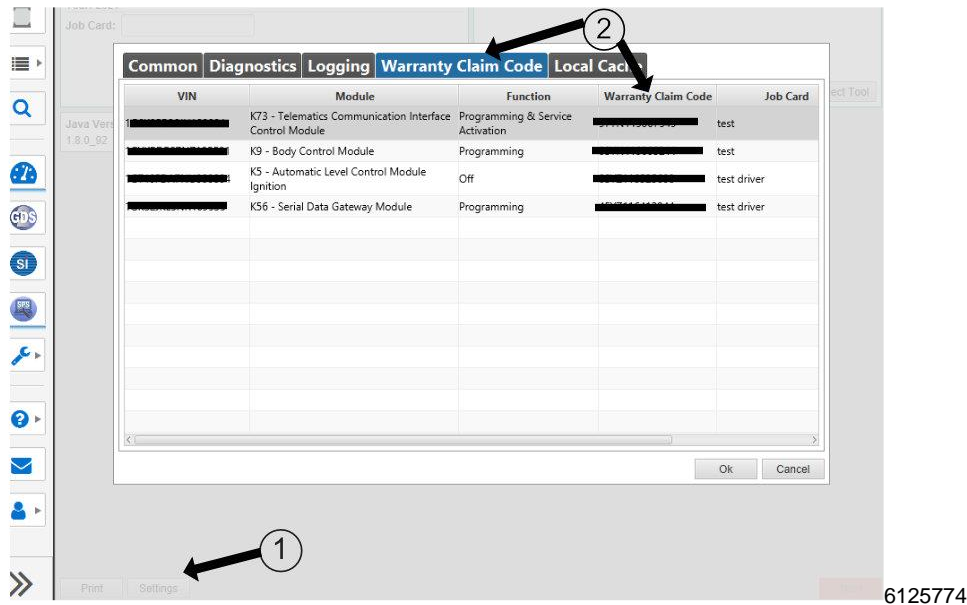 Job Card:
2
Common Diagnostics Logging Warranty Claim Code Local Cache
VIN Module Function Warranty Claim Code Job Card
ect Tool
K73 - Telematics Communication Interface Programming & Service
Control Module Activation test
Java Vers
1.8.0_92
K9 - Body Control Module Programming test
K5 - Automatic Level Control Module
Ignition Off test driver
K56 - Serial Data Gateway Module Programming test driver
GDS
SI
SPS
Ok Cancel
1
Print Settings
6125774